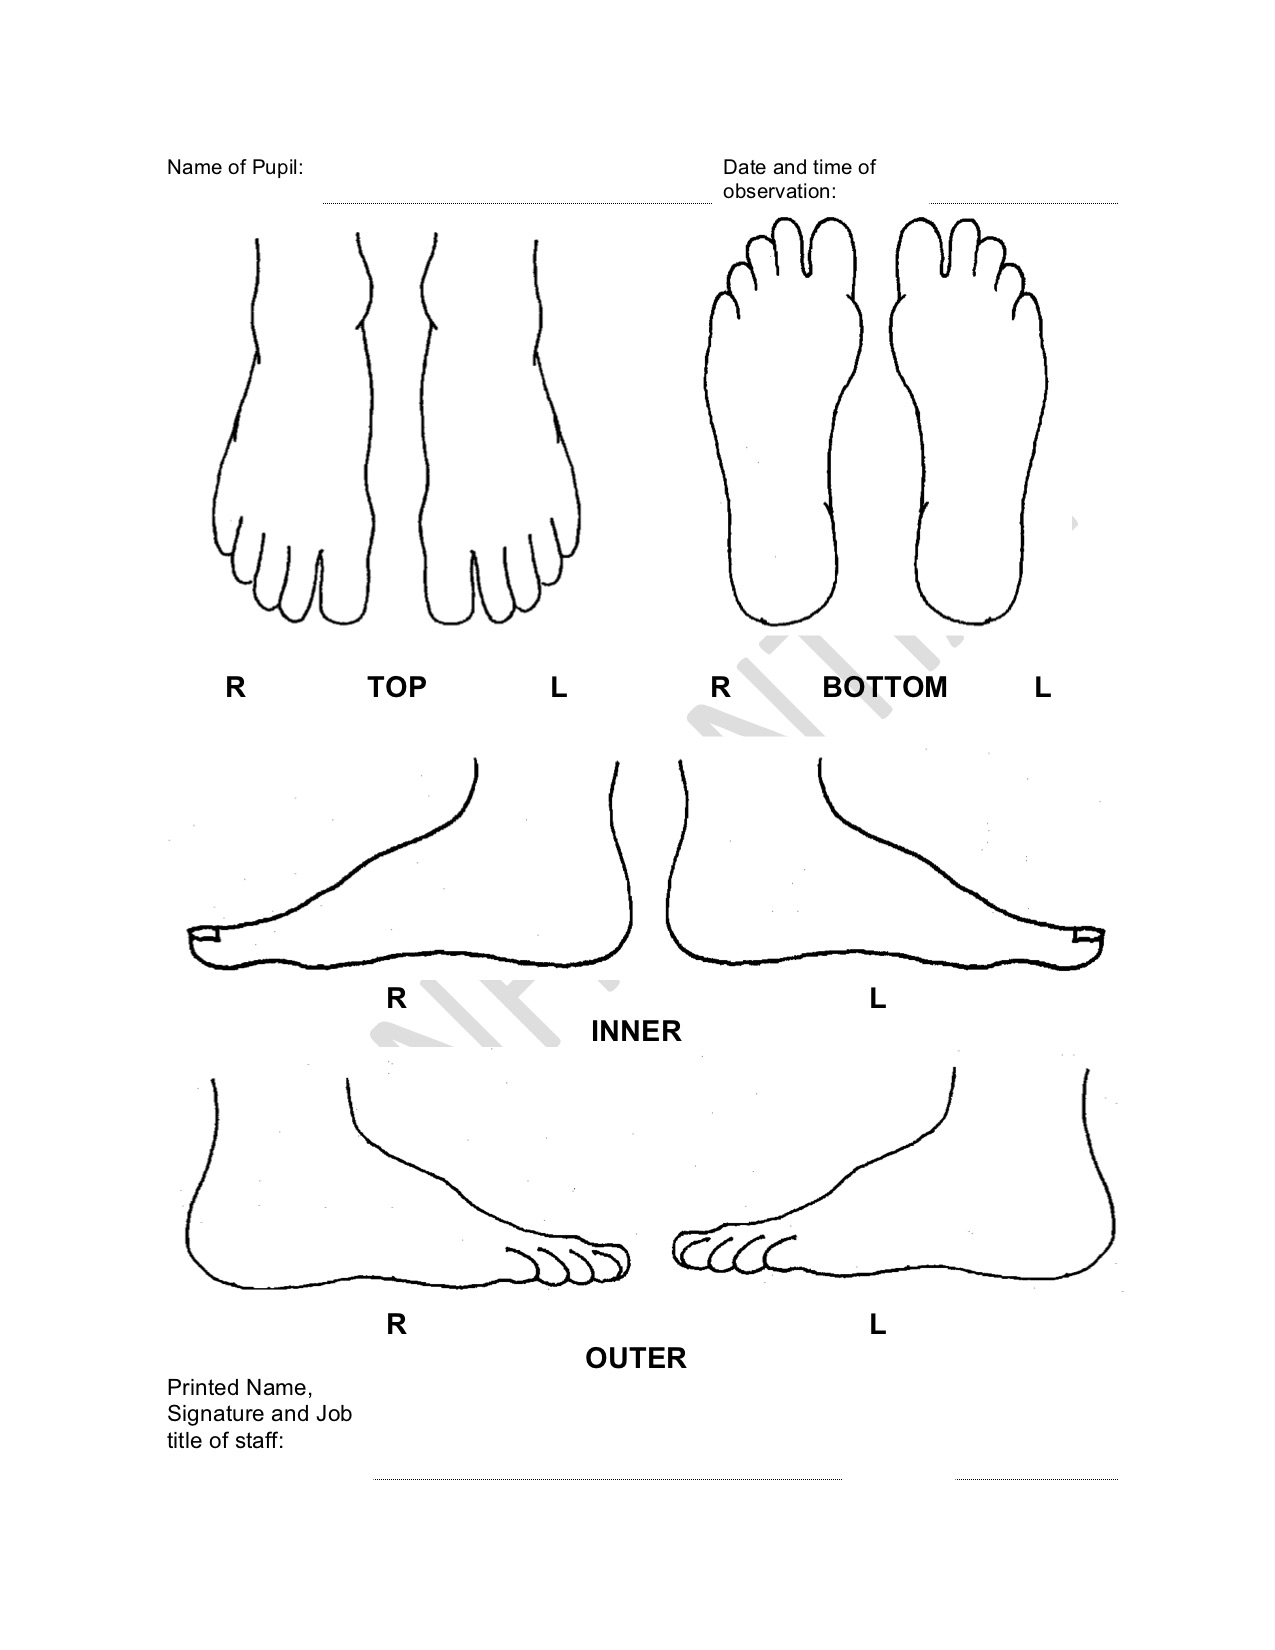 Name of Pupil:
Date and time of
observation:
R TOP L
R BOTTOM L
R L
INNER
R L
OUTER
Printed Name,
Signature and Job
title of staff: